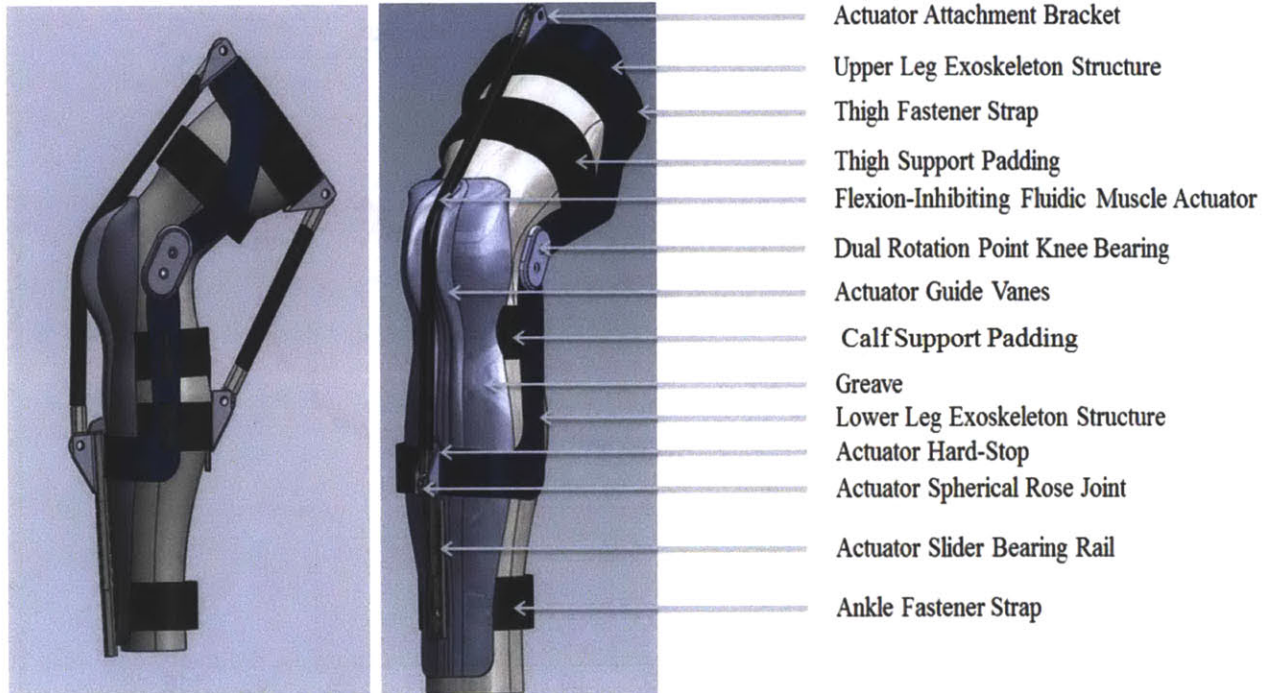 Actuator Attachment Bracket
Upper Leg Exoskeleton Structure
Thigh Fastener Strap
Thigh Support Padding
Flexion-Inhibiting Fluidic Muscle Actuator
Dual Rotation Point Knee Bearing
Actuator Guide Vanes
Calf Support Padding
Greave
Lower Leg Exoskeleton Structure
Actuator Hard-Stop
Actuator Spherical Rose Joint
Actuator Slider Bearing Rail
Ankle Fastener Strap